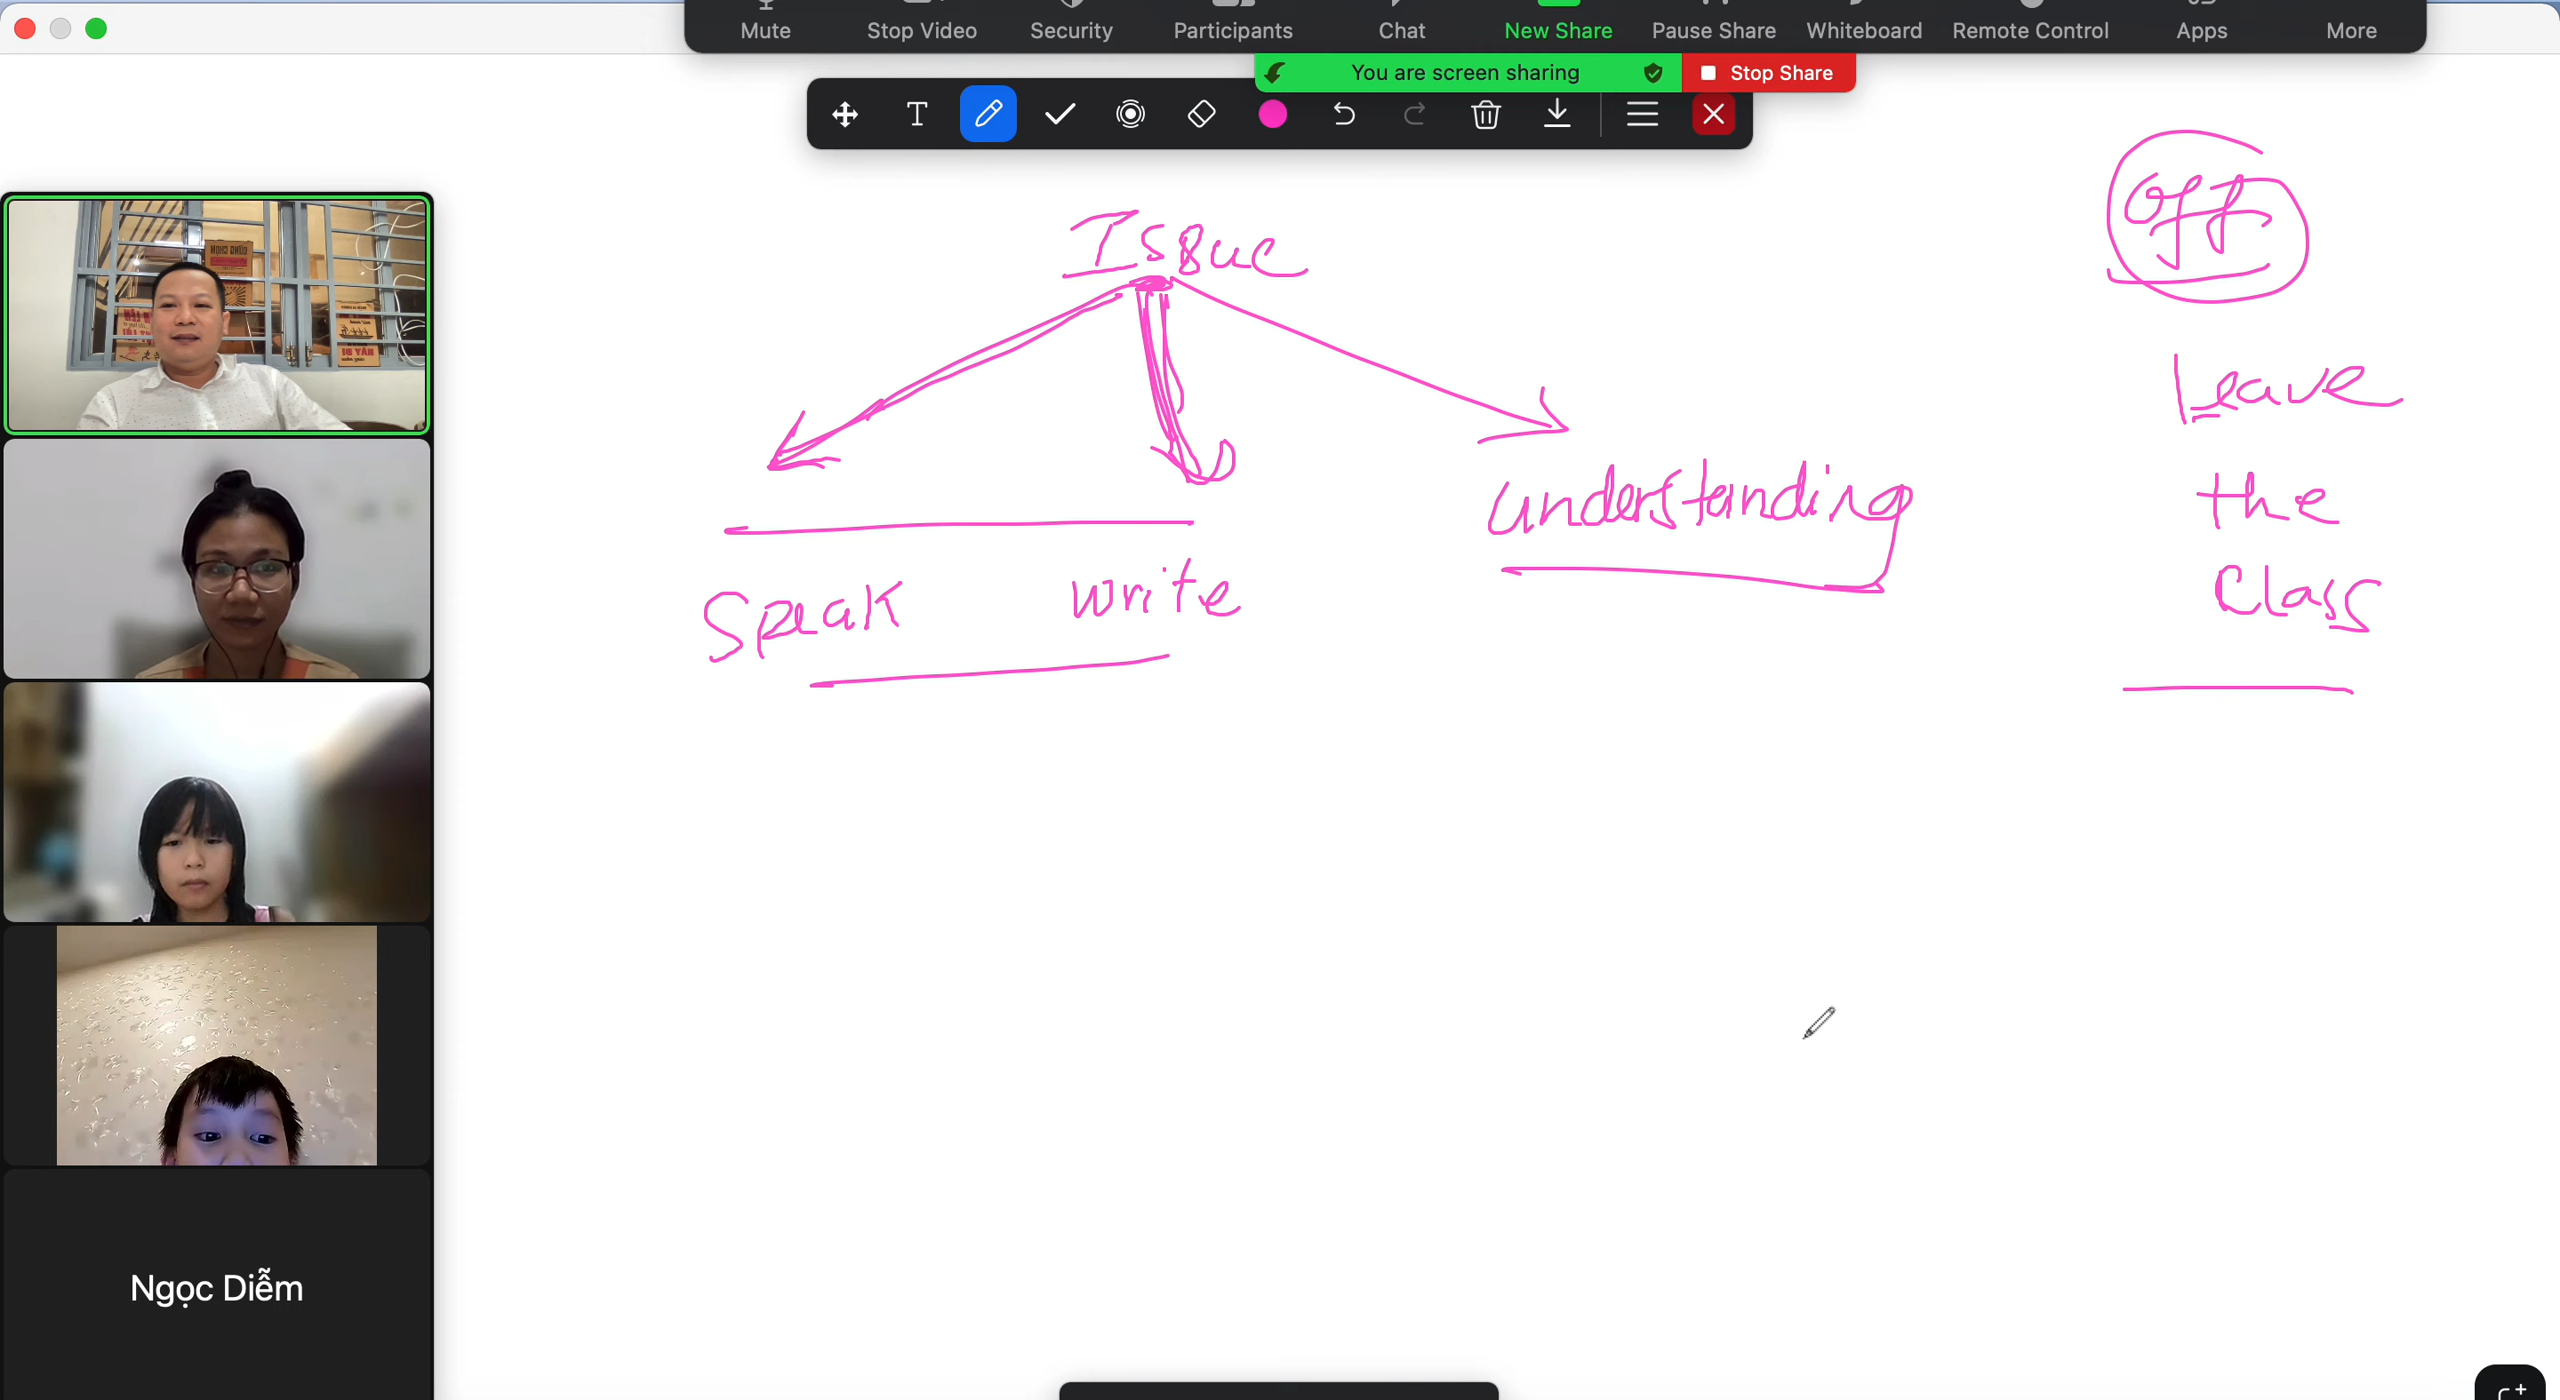 Mute Stop Video Security Participants Chat New Share Pause Share Whiteboard Remote Control Apps More
You are screen sharing Stop Share
Issue
off
Leave
the
Class
understanding
Speak write
Ngọc Diễm